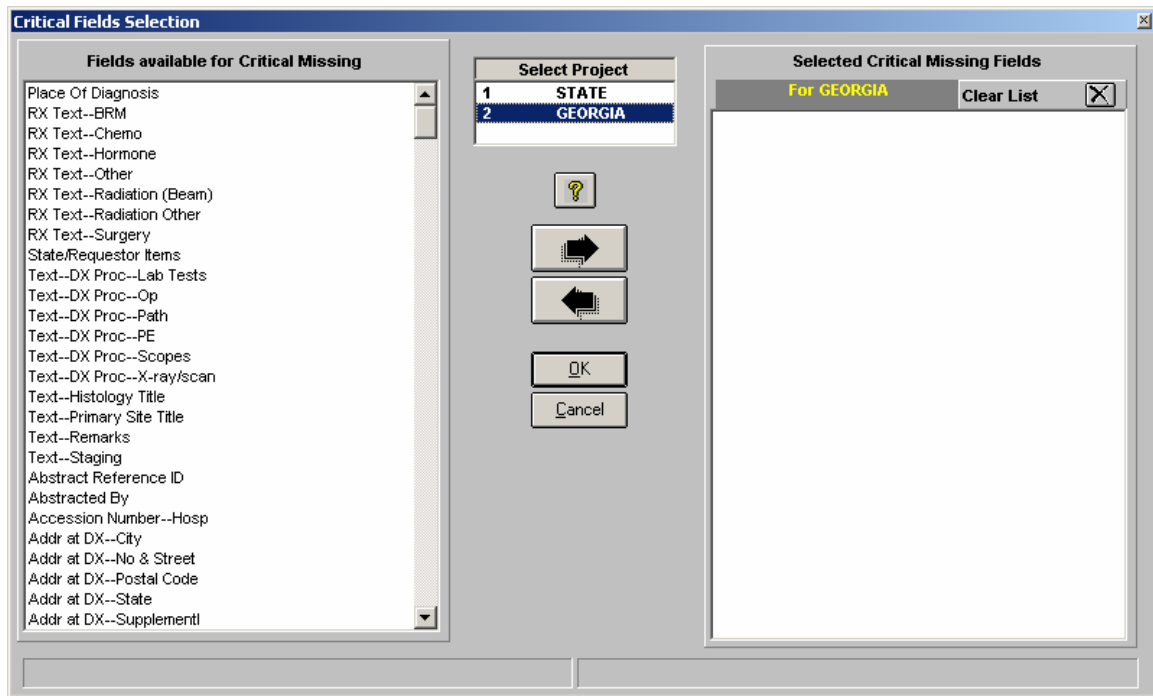 Critical Fields Selection
Fields available for Critical Missing
Place Of Diagnosis
RX Text--BRM
RX Text--Chemo
RX Text--Hormone
RX Text--Other
RX Text--Radiation (Beam)
RX Text--Radiation Other
RX Text--Surgery
State/Requestor Items
Text--DX Proc--Lab Tests
Text--DX Proc--Op
Text--DX Proc--Path
Text--DX Proc--PE
Text--DX Proc--Scopes
Text--DX Proc--X-ray/scan
Text--Histology Title
Text--Primary Site Title
Text--Remarks
Text--Staging
Abstract Reference ID
Abstracted By
Accession Number--Hosp
Addr at DX--City
Addr at DX--No & Street
Addr at DX--Postal Code
Addr at DX--State
Addr at DX--Supplementl
Select Project
1 STATE
2 GEORGIA
?
OK
Cancel
Selected Critical Missing Fields
For GEORGIA Clear List